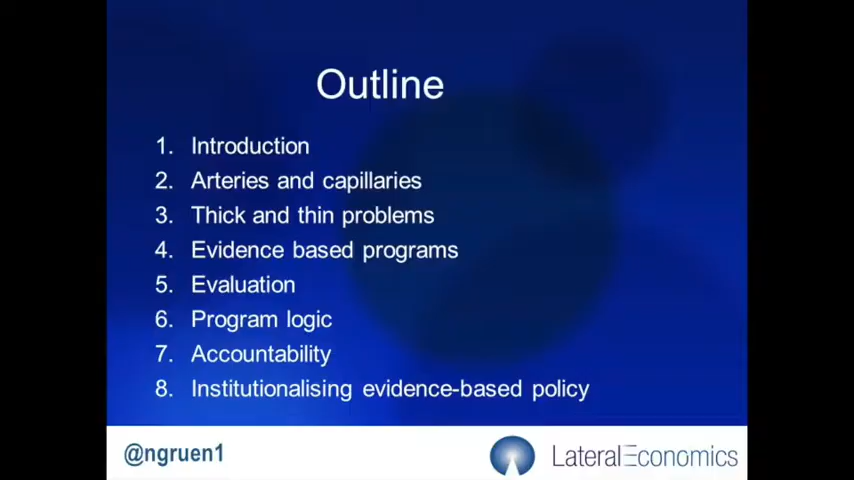 Outline
1. Introduction
2. Arteries and capillaries
3. Thick and thin problems
4. Evidence based programs
5. Evaluation
6. Program logic
7. Accountability
8. Institutionalising evidence-based policy
@ngruen1
LateralEconomics